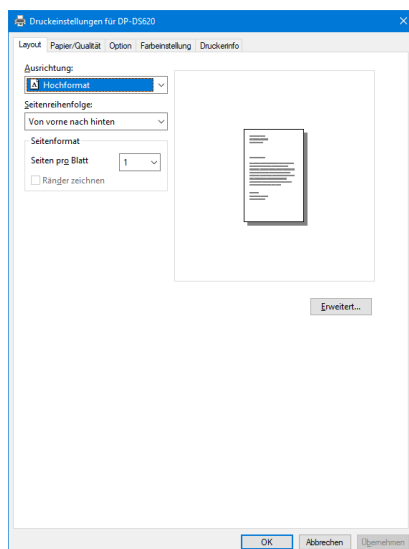 Druckeinstellungen für DP-DS620
Layout Papier/Qualität Option Farbeinstellung Druckerinfo
Ausrichtung:
Hochformat
Seitenreihenfolge:
Von vorne nach hinten
Seitenformat
Seiten pro Blatt 1
Ränder zeichnen
Erweitert...
OK Abbrechen Übernehmen